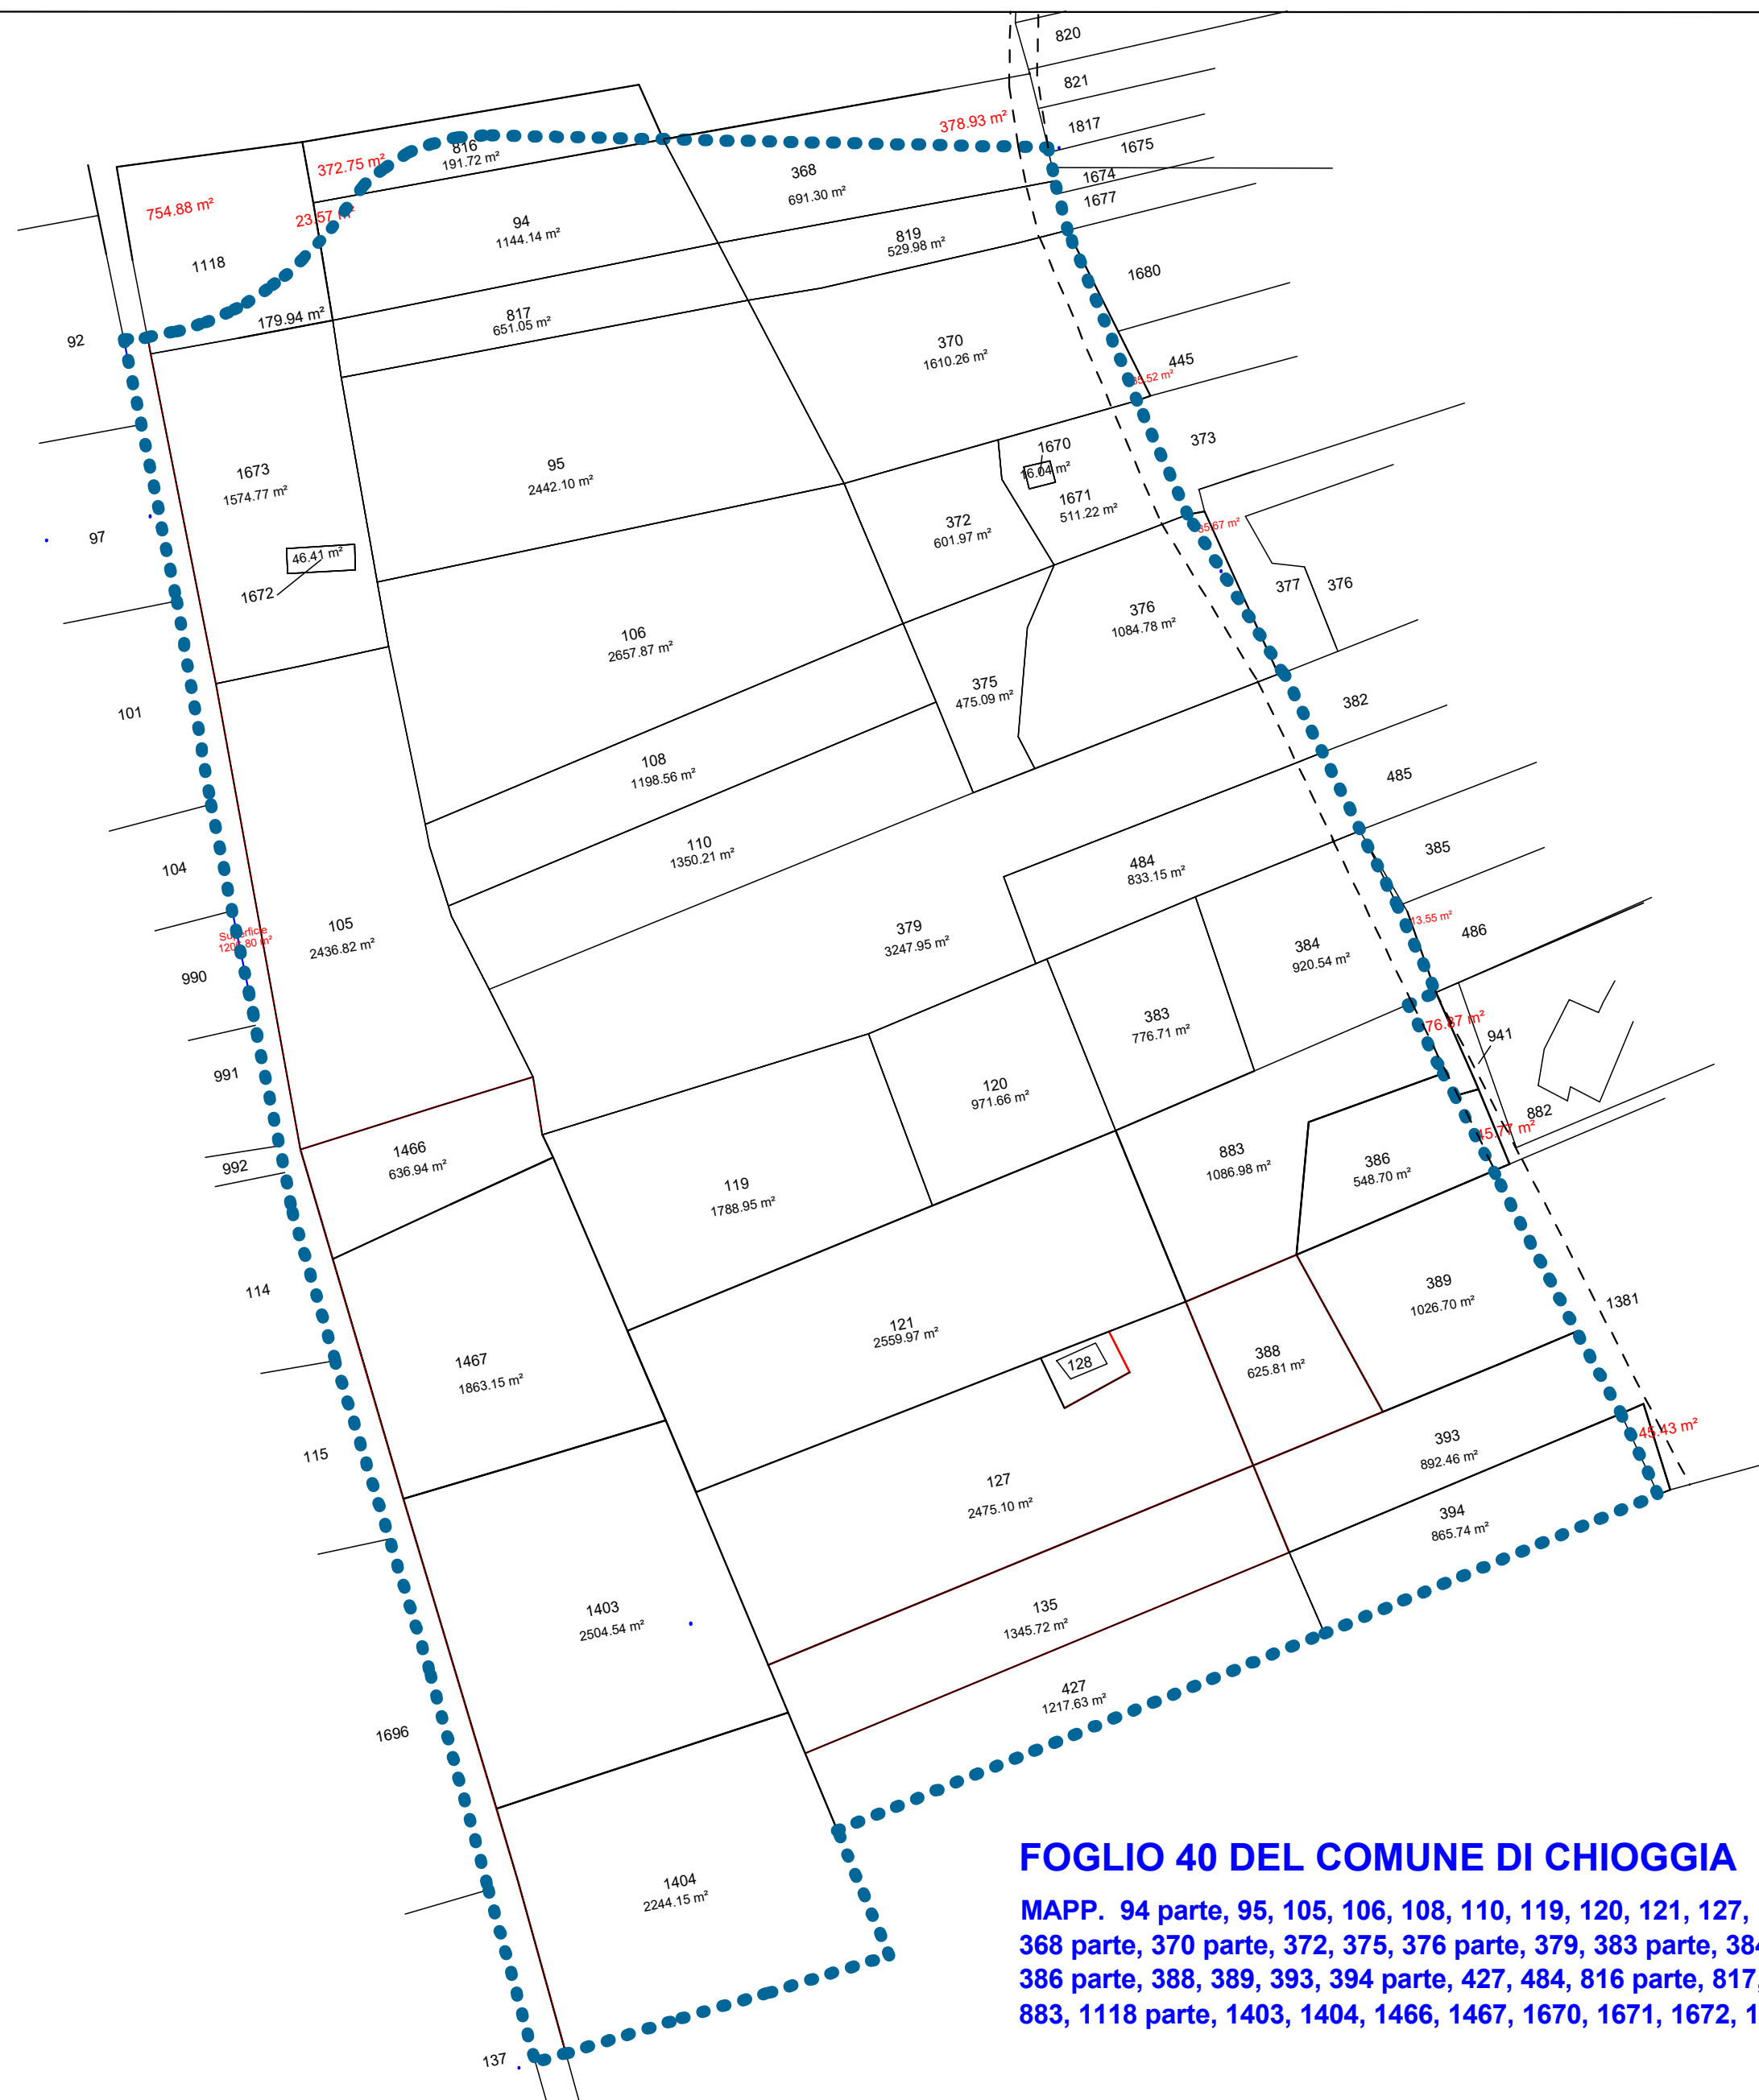 820
821
378.93 m²
1817
816
191.72 m²
372.75 m²
1675
368
691.30 m²
1674
1677
754.88 m²
94
1144.14 m²
819
529.98 m²
1118
1680
179.94 m²
817
651.05 m²
92
370
1610.26 m²
445
373
1670
16.04 m²
1673
1574.77 m²
95
2442.10 m²
1671
511.22 m²
372
601.97 m²
97
46.41 m²
1672
377
376
376
1084.78 m²
106
2657.87 m²
375
475.09 m²
382
101
108
1198.56 m²
485
110
1350.21 m²
385
484
833.15 m²
104
105
2436.82 m²
13.55 m²
379
3247.95 m²
486
384
920.54 m²
990
383
776.71 m²
76.87 m²
941
991
120
971.66 m²
882
45.77 m²
1466
636.94 m²
883
1086.98 m²
386
548.70 m²
992
119
1788.95 m²
114
389
1026.70 m²
1381
121
2559.97 m²
1467
1863.15 m²
128
388
625.81 m²
45.43 m²
393
892.46 m²
115
127
2475.10 m²
394
865.74 m²
1403
2504.54 m²
135
1345.72 m²
427
1217.63 m²
1696
1404
2244.15 m²
137
FOGLIO 40 DEL COMUNE DI CHIOGGIA
MAPP. 94 parte, 95, 105, 106, 108, 110, 119, 120, 121, 127,
368 parte, 370 parte, 372, 375, 376 parte, 379, 383 parte, 384
386 parte, 388, 389, 393, 394 parte, 427, 484, 816 parte, 817,
883, 1118 parte, 1403, 1404, 1466, 1467, 1670, 1671, 1672, 1